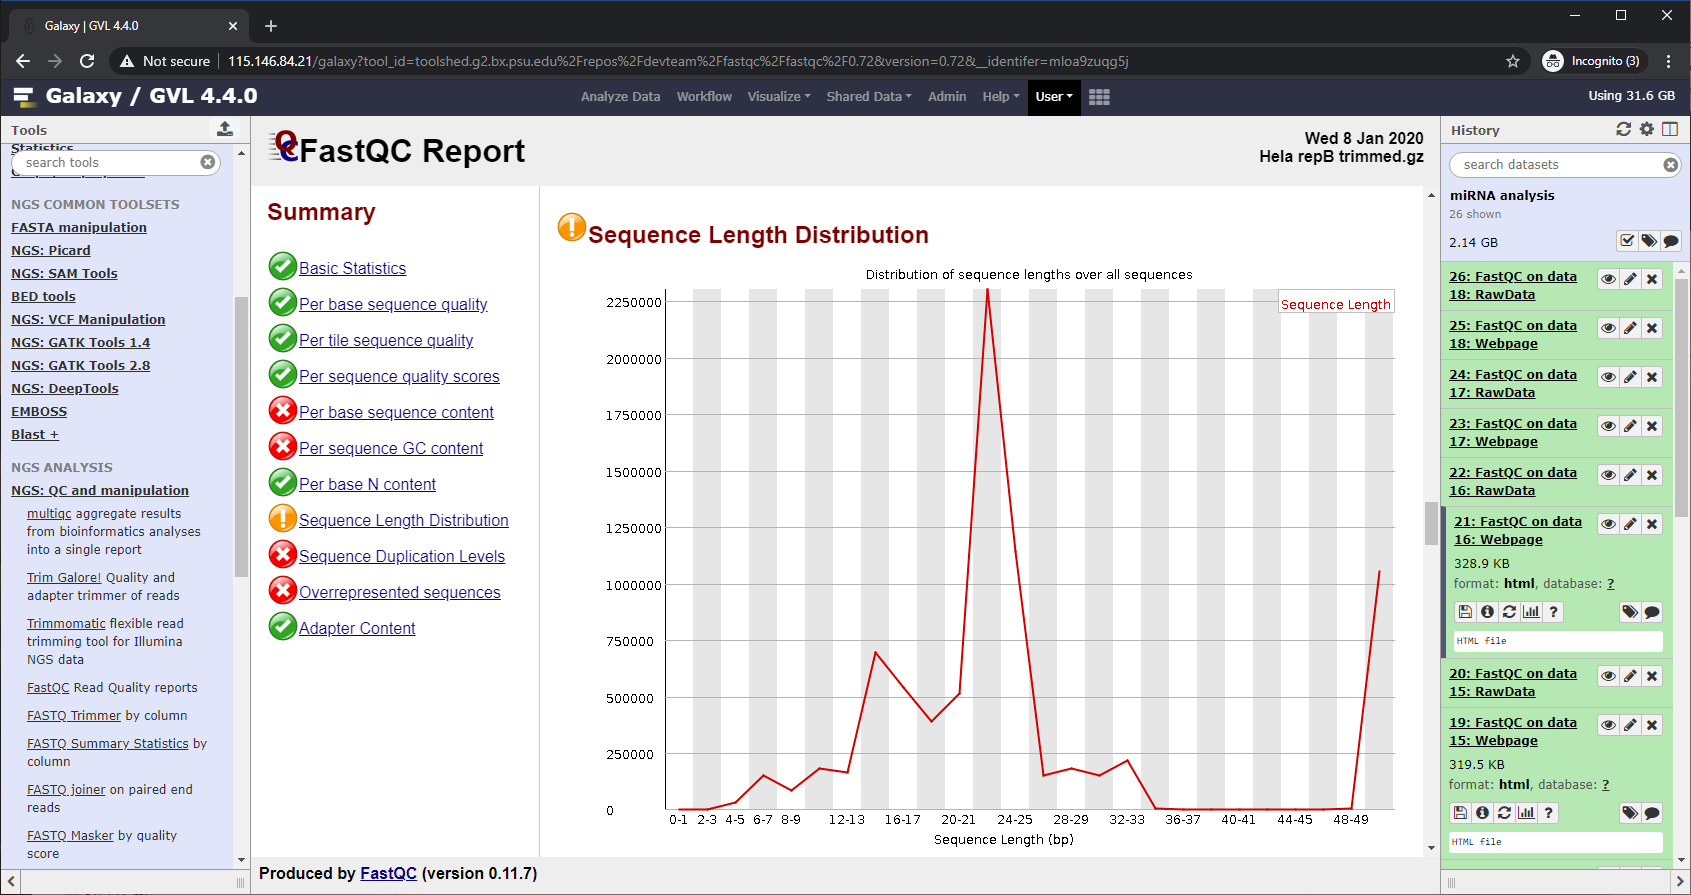 Galaxy | GVL 4.4.0
Not secure
115.146.84.21/galaxy?tool_id=toolshed.g2.bx.psu.edu%2Frepos%2Fdevteam%2Ffastqc%2Ffastqc%2F0.72&version=0.72&__identifer=mloa9zuqg5j
Incognito (3)
Galaxy / GVL 4.4.0
Analyze Data
Workflow
Visualize
Shared Data
Admin
Help
User
Using 31.6 GB
Tools
Statistics
search tools
NGS COMMON TOOLSETS
FASTA manipulation
NGS: Picard
NGS: SAM Tools
BED tools
NGS: VCF Manipulation
NGS: GATK Tools 1.4
NGS: GATK Tools 2.8
NGS: DeepTools
EMBOSS
Blast +
NGS ANALYSIS
NGS: QC and manipulation
multiqc aggregate results
from bioinformatics analyses
into a single report
Trim Galore! Quality and
adapter trimmer of reads
Trimmomatic flexible read
trimming tool for Illumina
NGS data
FastQC Read Quality reports
FASTQ Trimmer by column
FASTQ Summary Statistics by
column
FASTQ joiner on paired end
reads
FASTQ Masker by quality
score
FastQC Report
Wed 8 Jan 2020
Hela repB trimmed.gz
Summary
Basic Statistics
Per base sequence quality
Per tile sequence quality
Per sequence quality scores
Per base sequence content
Per sequence GC content
Per base N content
Sequence Length Distribution
Sequence Duplication Levels
Overrepresented sequences
Adapter Content
Sequence Length Distribution
Distribution of sequence lengths over all sequences
Sequence Length
2250000
2000000
1750000
1500000
1250000
1000000
750000
500000
250000
0
0-1 2-3 4-5 6-7 8-9 12-13 16-17 20-21 24-25 28-29 32-33 36-37 40-41 44-45 48-49
Sequence Length (bp)
Produced by FastQC (version 0.11.7)
History
search datasets
miRNA analysis
26 shown
2.14 GB
26: FastQC on data
18: RawData
25: FastQC on data
18: Webpage
24: FastQC on data
17: RawData
23: FastQC on data
17: Webpage
22: FastQC on data
16: RawData
21: FastQC on data
16: Webpage
328.9 KB
format: html, database: ?
HTML file
20: FastQC on data
15: RawData
19: FastQC on data
15: Webpage
319.5 KB
format: html, database: ?
HTML file